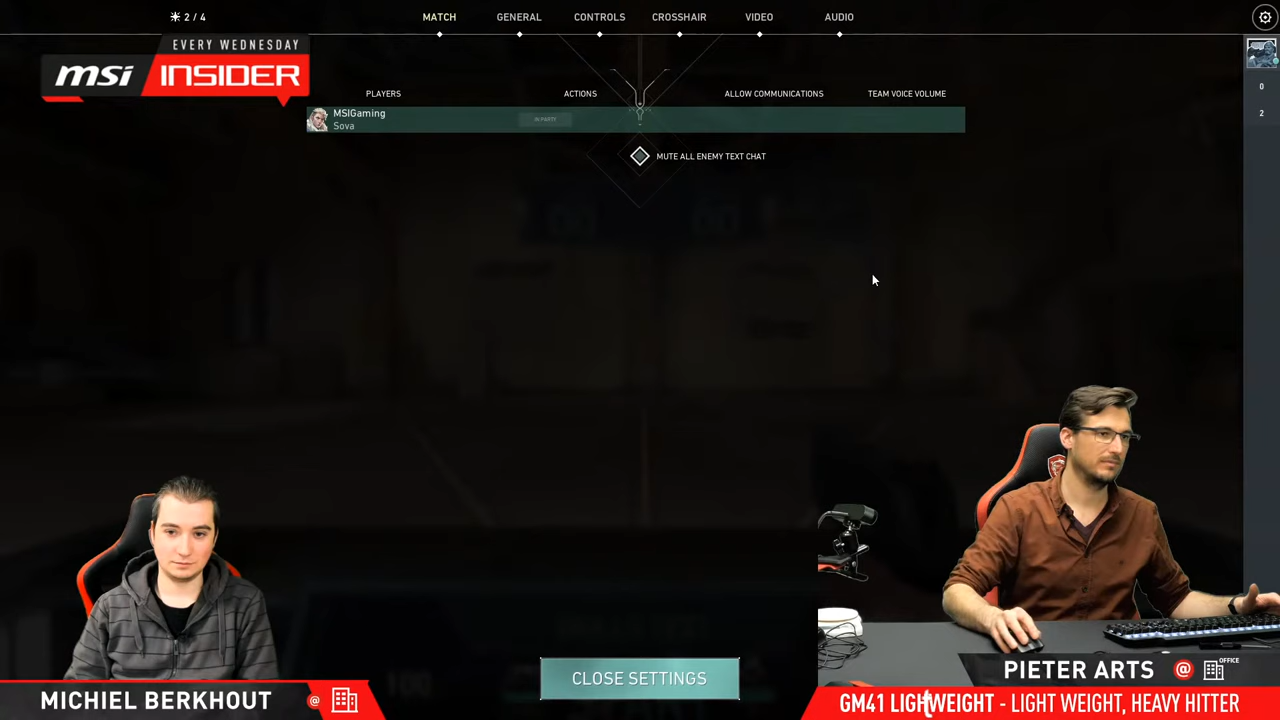 2 / 4
MATCH
GENERAL
CONTROLS
CROSSHAIR
VIDEO
AUDIO
EVERY WEDNESDAY
msi INSIDER
PLAYERS
ACTIONS
ALLOW COMMUNICATIONS
TEAM VOICE VOLUME
MSIGaming
Sova
IN PARTY
MUTE ALL ENEMY TEXT CHAT
0
2
CLOSE SETTINGS
MICHIEL BERKHOUT @
PIETER ARTS @ OFFICE
GM41 LIGHTWEIGHT - LIGHT WEIGHT, HEAVY HITTER